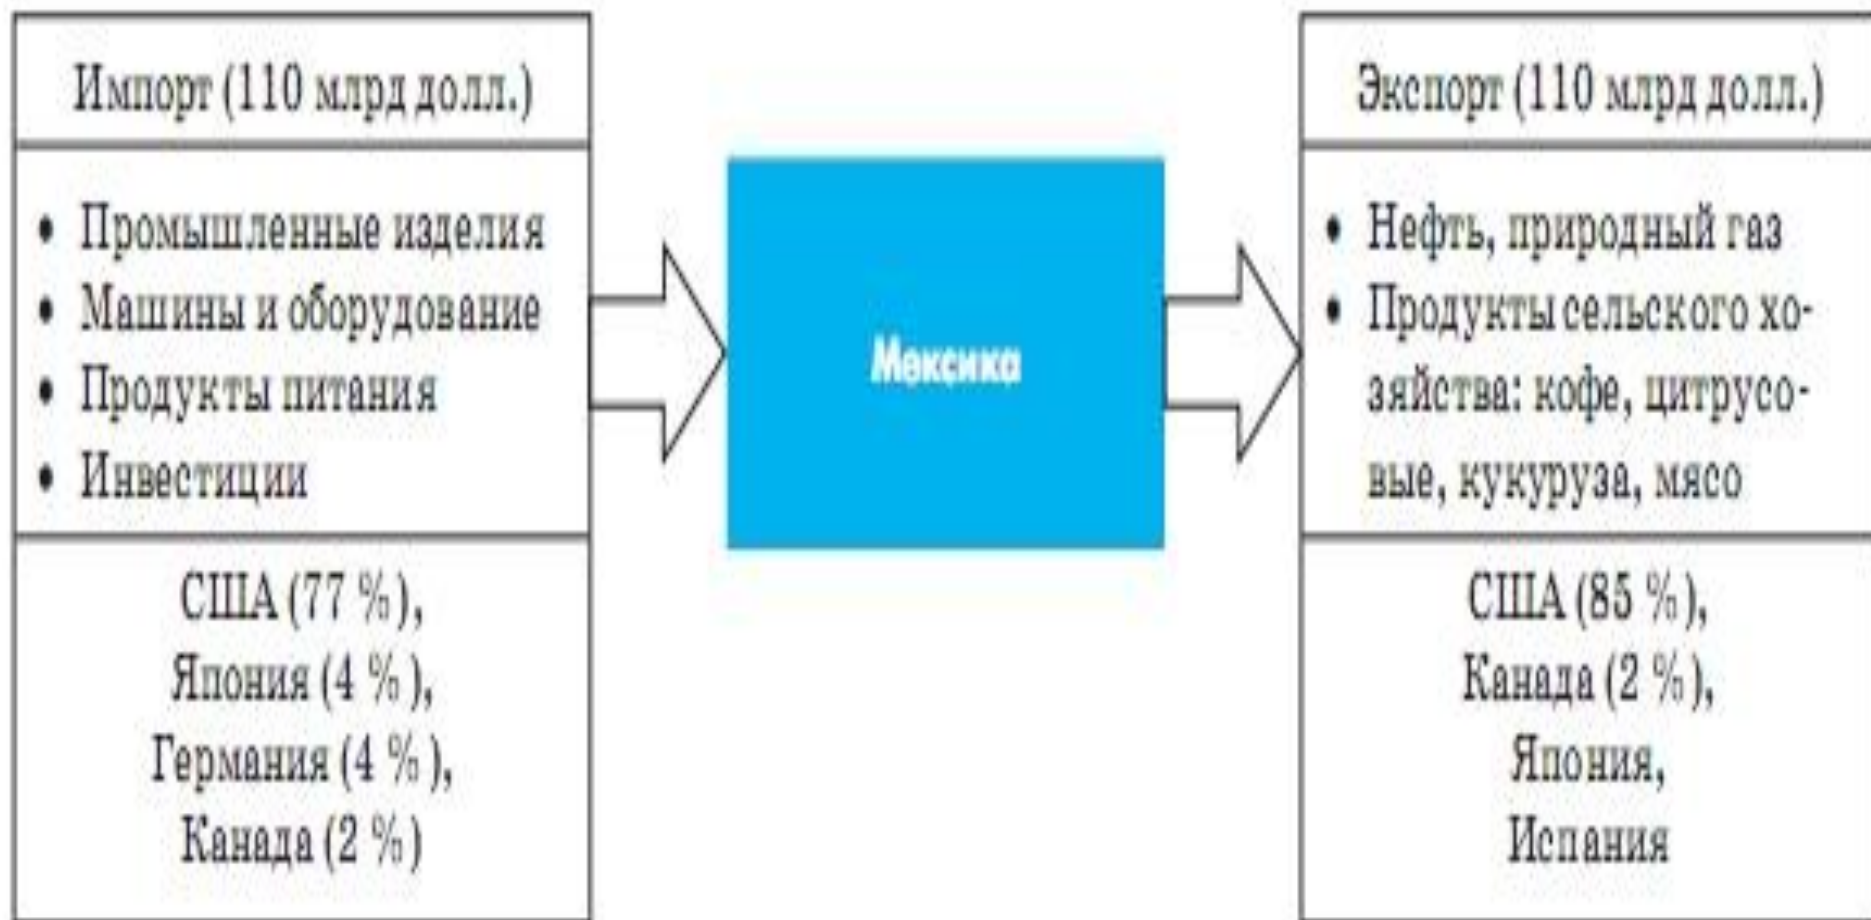 Импорт (110 млрд долл.)
• Промышленные изделия
• Машины и оборудование
• Продукты питания
• Инвестиции
США (77 %),
Япония (4 %),
Германия (4 %),
Канада (2 %)
Мексика
Экспорт (110 млрд долл.)
• Нефть, природный газ
• Продукты сельского хо-
зяйства: кофе, цитрусо-
вые, кукуруза, мясо
США (85 %),
Канада (2 %),
Япония,
Испания